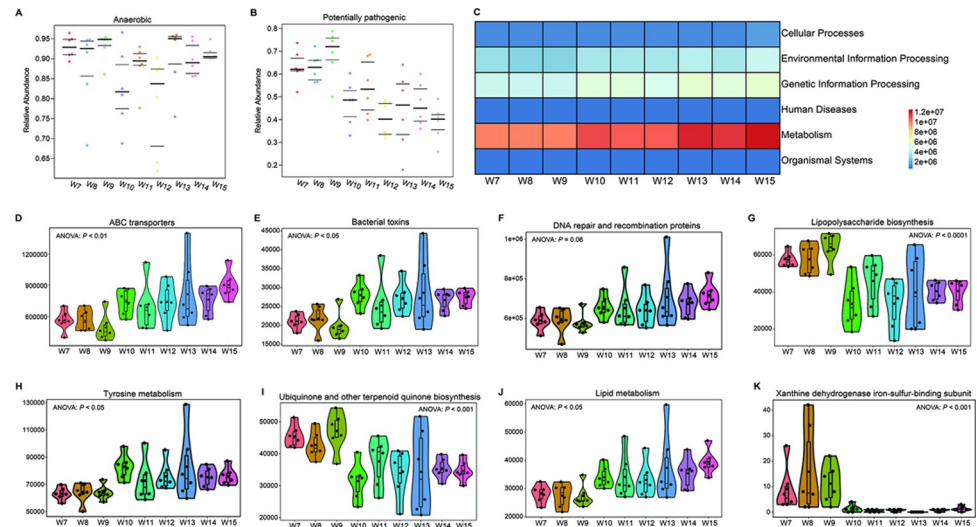 A
Anaerobic
Relative Abundance
0.95
0.90
0.85
0.80
0.75
0.70
0.65
W7 W8 W9 W10 W11 W12 W13 W14 W15
B
Potentially pathogenic
Relative Abundance
0.8
0.7
0.6
0.5
0.4
0.3
0.2
W7 W8 W9 W10 W11 W12 W13 W14 W15
C
Cellular Processes
Environmental Information Processing
Genetic Information Processing
Human Diseases
Metabolism
Organismal Systems
W7 W8 W9 W10 W11 W12 W13 W14 W15
1.2e+07
1e+07
8e+06
6e+06
4e+06
2e+06
D
ABC transporters
ANOVA: P < 0.01
1200000
900000
600000
W7 W8 W9 W10 W11 W12 W13 W14 W15
E
Bacterial toxins
ANOVA: P < 0.05
45000
40000
35000
30000
25000
20000
15000
W7 W8 W9 W10 W11 W12 W13 W14 W15
F
DNA repair and recombination proteins
ANOVA: P = 0.06
1e+06
8e+05
6e+05
W7 W8 W9 W10 W11 W12 W13 W14 W15
G
Lipopolysaccharide biosynthesis
ANOVA: P < 0.0001
60000
40000
20000
W7 W8 W9 W10 W11 W12 W13 W14 W15
H
Tyrosine metabolism
ANOVA: P < 0.05
130000
110000
90000
70000
50000
W7 W8 W9 W10 W11 W12 W13 W14 W15
I
Ubiquinone and other terpenoid quinone biosynthesis
ANOVA: P < 0.001
50000
40000
30000
20000
W7 W8 W9 W10 W11 W12 W13 W14 W15
J
Lipid metabolism
ANOVA: P < 0.05
60000
50000
40000
30000
20000
W7 W8 W9 W10 W11 W12 W13 W14 W15
K
Xanthine dehydrogenase iron-sulfur-binding subunit
ANOVA: P < 0.001
40
30
20
10
0
W7 W8 W9 W10 W11 W12 W13 W14 W15